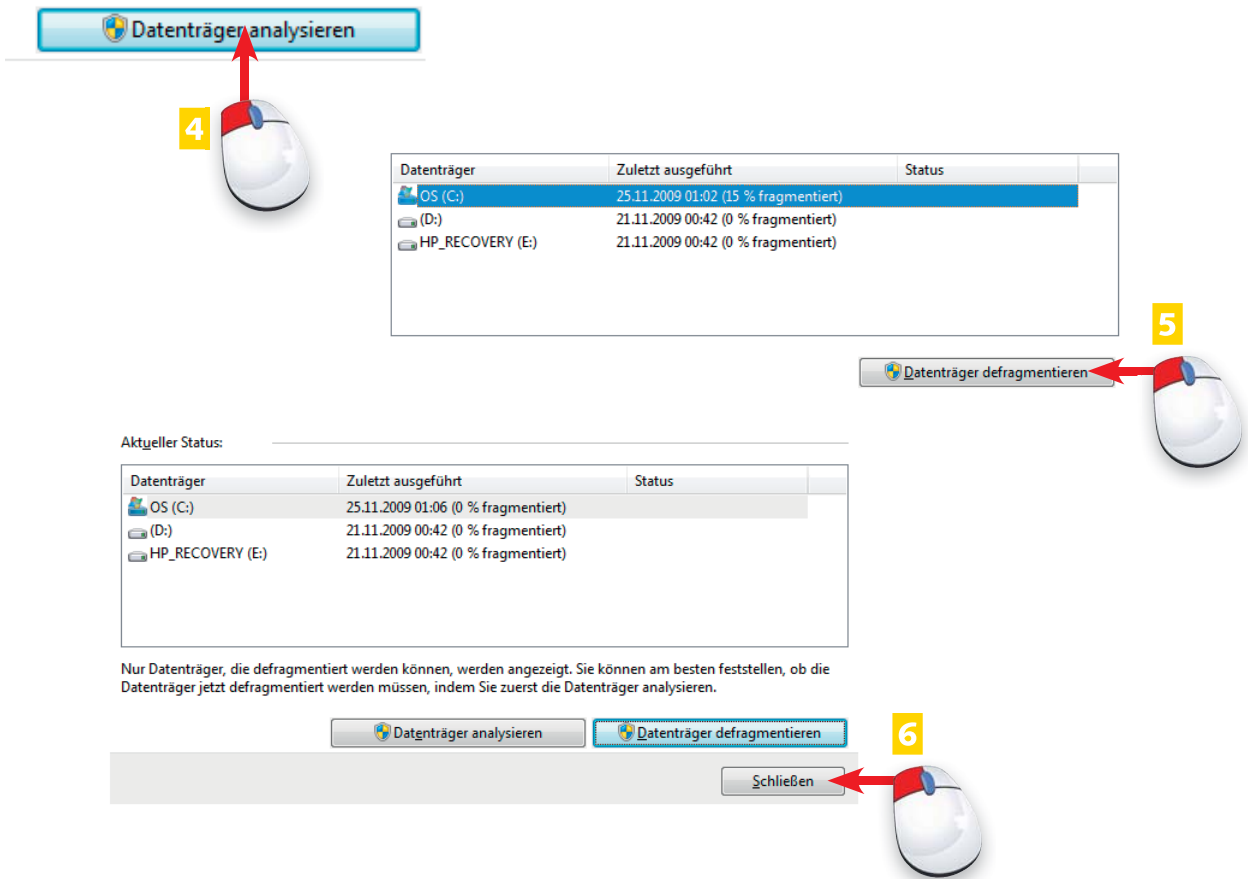 Datenträger analysieren
4
Datenträger Zuletzt ausgeführt Status
OS (C:) 25.11.2009 01:02 (15 % fragmentiert)
(D:) 21.11.2009 00:42 (0 % fragmentiert)
HP_RECOVERY (E:) 21.11.2009 00:42 (0 % fragmentiert)
5
Datenträger defragmentieren
Aktueller Status:
Datenträger Zuletzt ausgeführt Status
OS (C:) 25.11.2009 01:06 (0 % fragmentiert)
(D:) 21.11.2009 00:42 (0 % fragmentiert)
HP_RECOVERY (E:) 21.11.2009 00:42 (0 % fragmentiert)
Nur Datenträger, die defragmentiert werden können, werden angezeigt. Sie können am besten feststellen, ob die
Datenträger jetzt defragmentiert werden müssen, indem Sie zuerst die Datenträger analysieren.
Datenträger analysieren Datenträger defragmentieren
6
Schließen